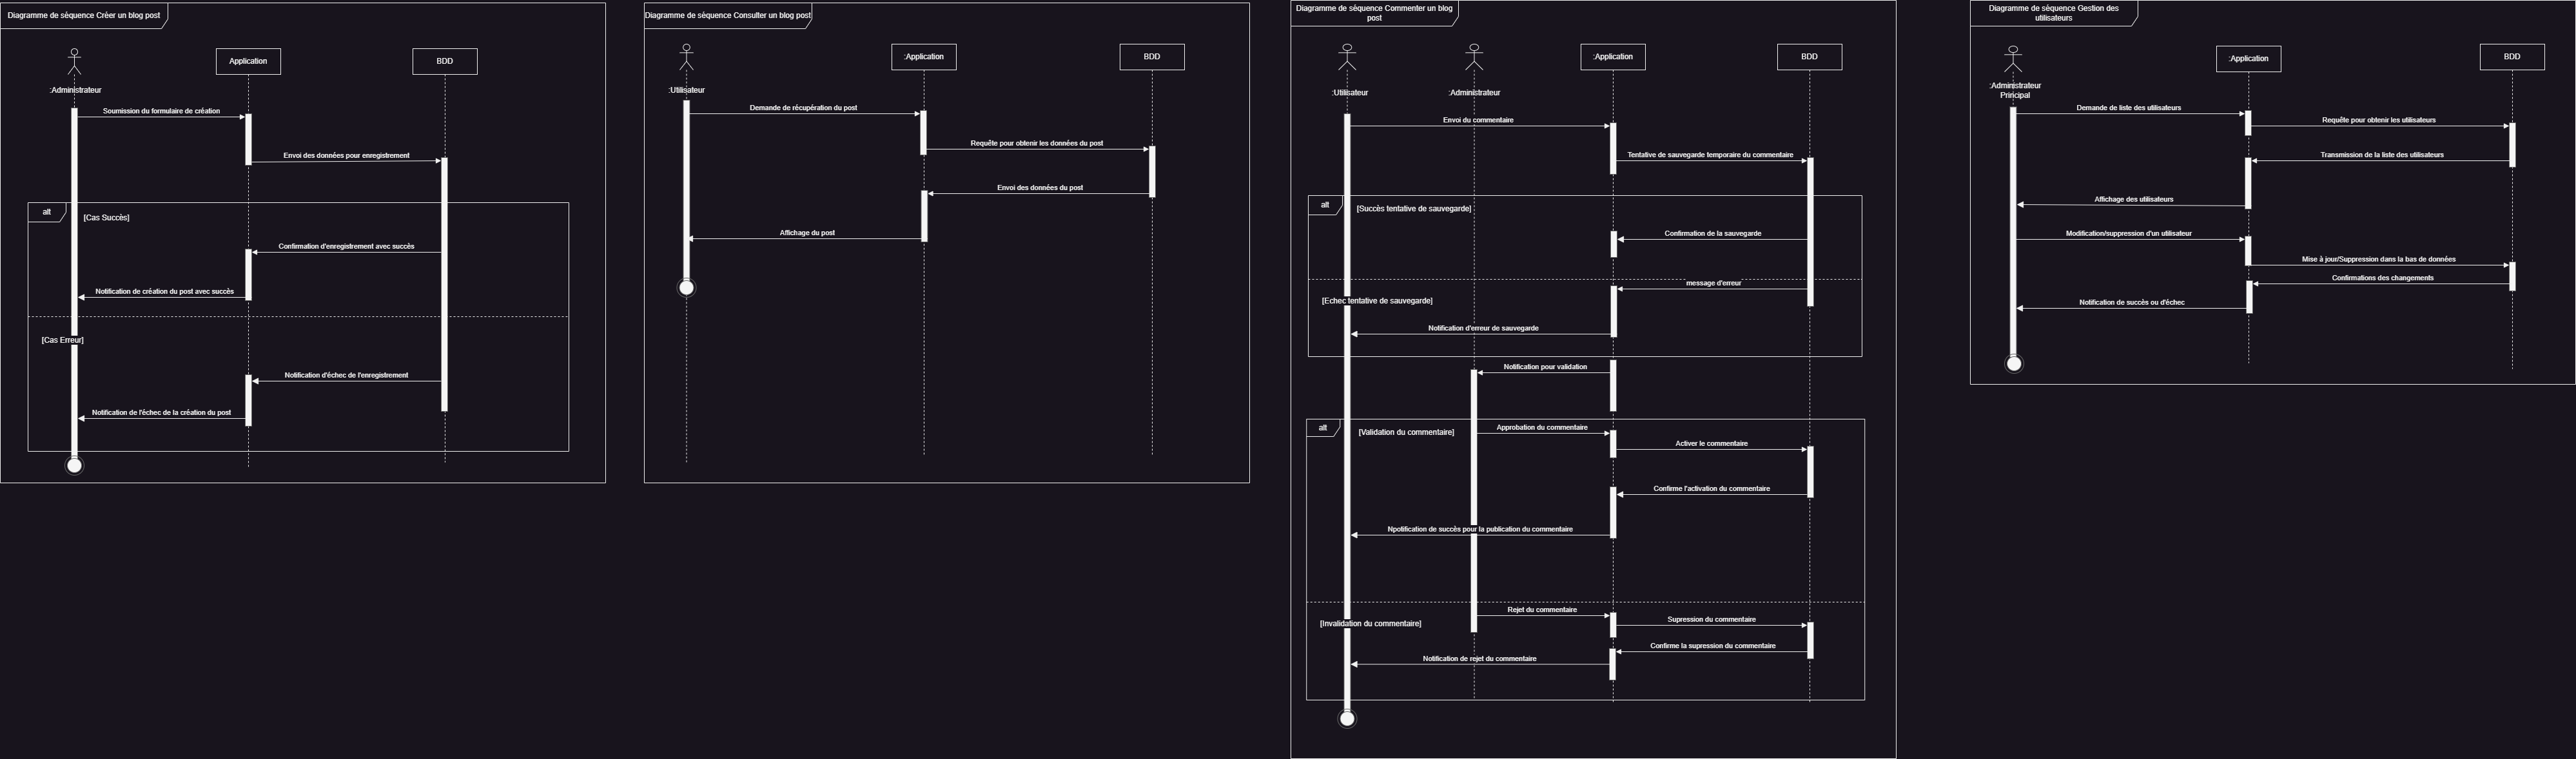 Diagramme de séquence Créer un blog post
Application
BDD
:Administrateur
Soumission du formulaire de création
Envoi des données pour enregistrement
alt
[Cas Succès]
Confirmation d'enregistrement avec succès
Notification de création du post avec succès
[Cas Erreur]
Notification d'échec de l'enregistrement
Notification de l'échec de la création du post
Diagramme de séquence Consulter un blog post
:Application
BDD
:Utilisateur
Demande de récupération du post
Requête pour obtenir les données du post
Envoi des données du post
Affichage du post
Diagramme de séquence Commenter un blog
post
:Application
BDD
:Utilisateur
:Administrateur
Envoi du commentaire
Tentative de sauvegarde temporaire du commentaire
alt
[Succès tentative de sauvegarde]
Confirmation de la sauvegarde
message d'erreur
[Echec tentative de sauvegarde]
Notification d'erreur de sauvegarde
Notification pour validation
alt
[Validation du commentaire]
Approbation du commentaire
Activer le commentaire
Confirme l'activation du commentaire
Npotification de succès pour la publication du commentaire
Rejet du commentaire
[Invalidation du commentaire]
Supression du commentaire
Confirme la supression du commentaire
Notification de rejet du commentaire
Diagramme de séquence Gestion des
utilisateurs
:Application
BDD
:Administrateur
Principal
Demande de liste des utilisateurs
Requête pour obtenir les utilisateurs
Transmission de la liste des utilisateurs
Affichage des utilisateurs
Modification/suppression d'un utilisateur
Mise à jour/Suppression dans la bas de données
Confirmations des changements
Notification de succès ou d'échec